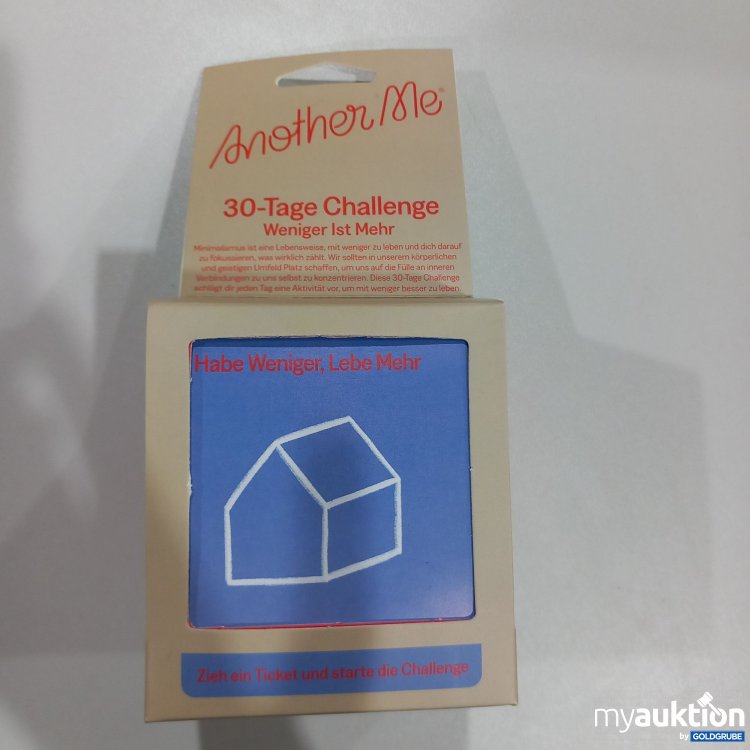 Another Me
30-Tage Challenge
Weniger Ist Mehr
Minimalismus ist eine Lebensweise, mit weniger zu leben und dich darauf
zu fokussieren, was wirklich zählt. Wir sollten in unserem körperlichen
und geistigen Umfeld Platz schaffen, um uns auf die Fülle an inneren
Verbindungen zu uns selbst zu konzentrieren. Diese 30-Tage Challenge
schlägt dir jeden Tag eine Aktivität vor, um mit weniger besser zu leben.
Habe Weniger, Lebe Mehr
Zieh ein Ticket und starte die Challenge
myauktion
by GOLDGRUBE